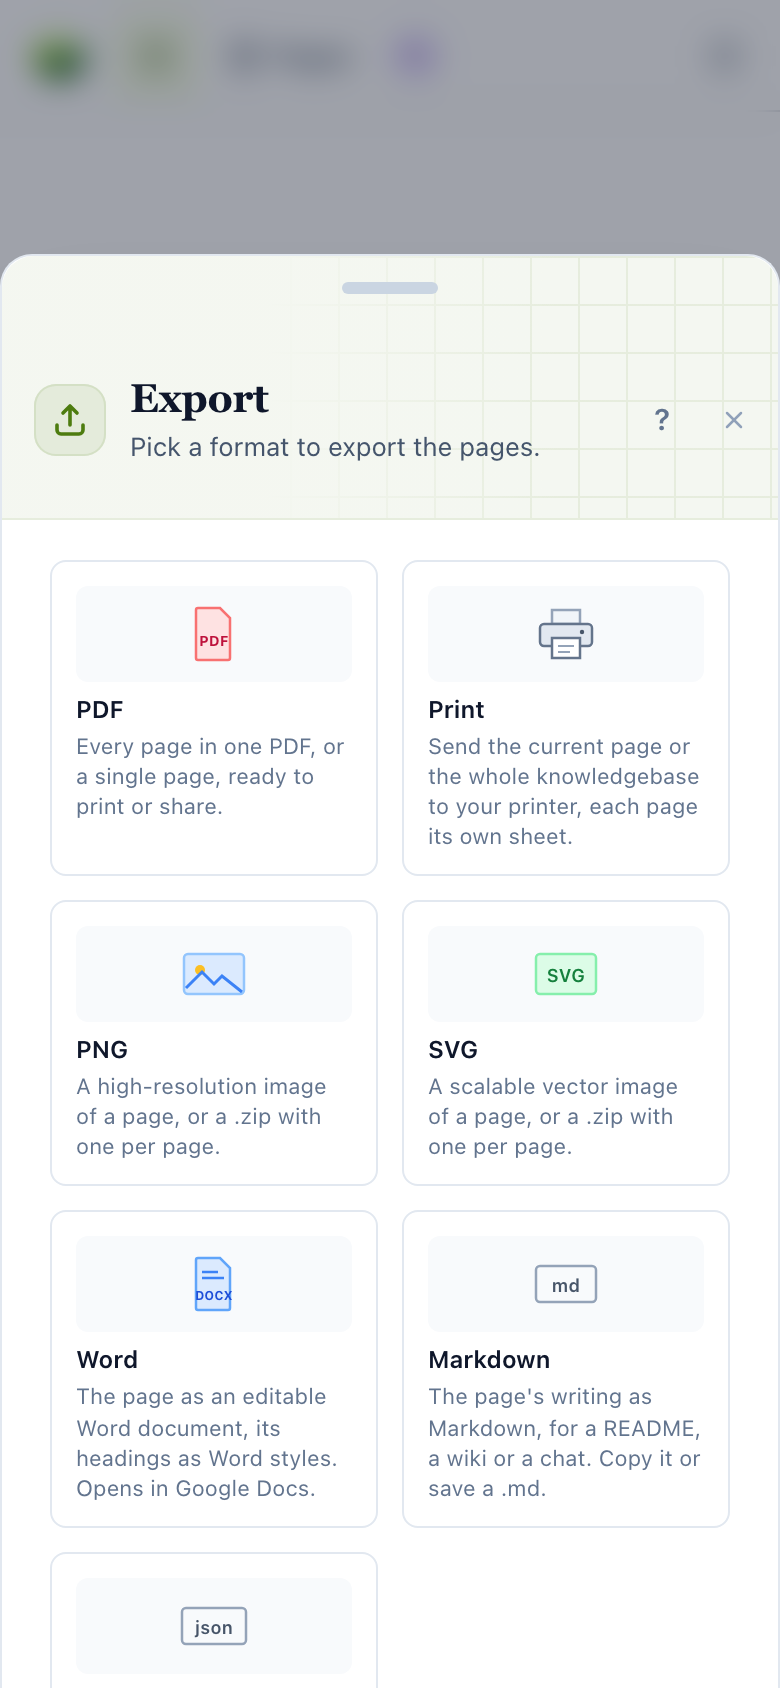 Export
Pick a format to export the pages.
?
PDF
PDF
Every page in one PDF, or
a single page, ready to
print or share.
Print
Send the current page or
the whole knowledgebase
to your printer, each page
its own sheet.
PNG
A high-resolution image
of a page, or a .zip with
one per page.
SVG
SVG
A scalable vector image
of a page, or a .zip with
one per page.
DOCX
Word
The page as an editable
Word document, its
headings as Word styles.
Opens in Google Docs.
md
Markdown
The page's writing as
Markdown, for a README,
a wiki or a chat. Copy it or
save a .md.
json